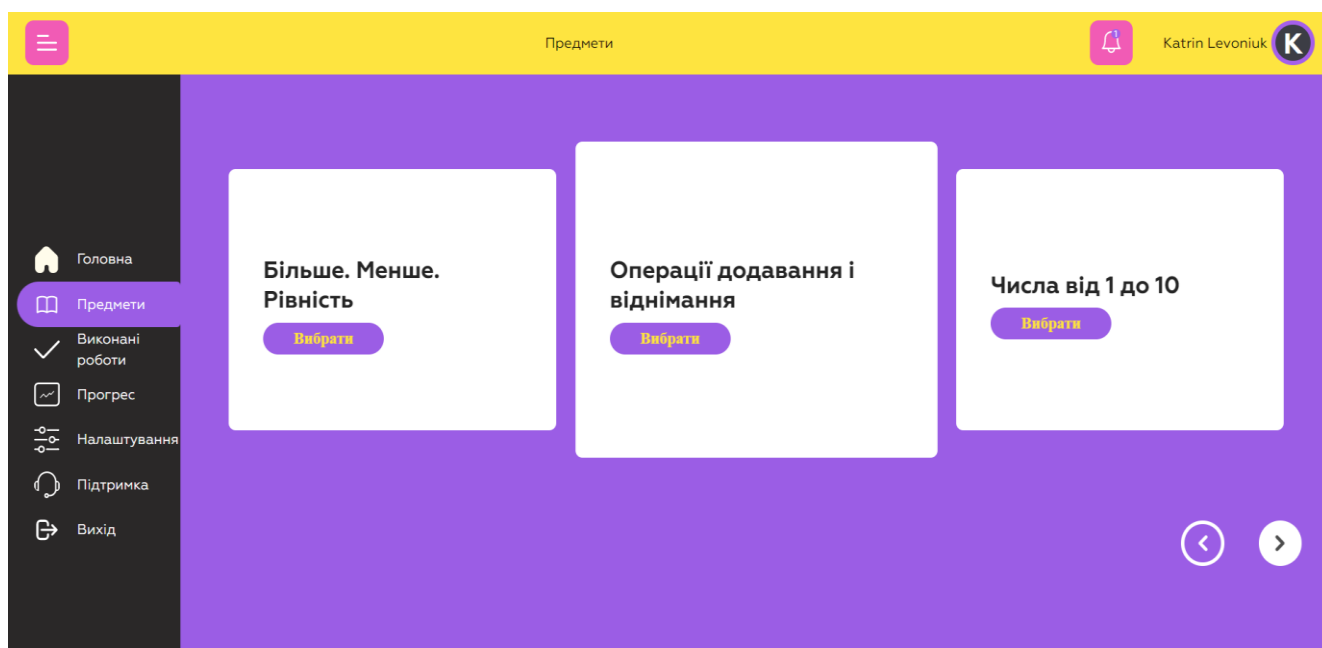 Предмети
1
Katrin Levoniuk
K
Головна
Предмети
Виконані
роботи
Прогрес
Налаштування
Підтримка
Вихід
Більше. Менше.
Рівність
Вибрати
Операції додавання і
віднімання
Вибрати
Числа від 1 до 10
Вибрати